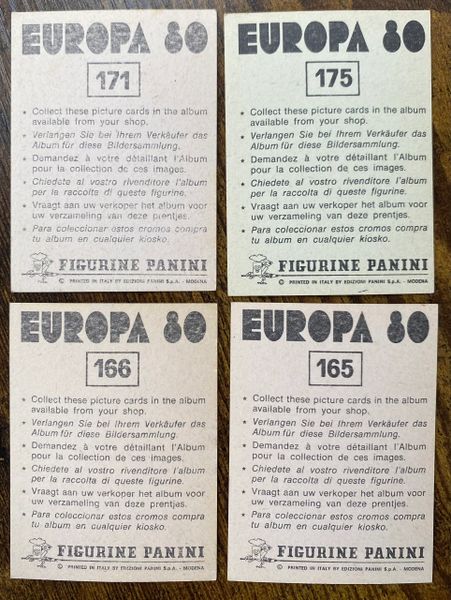 EUROPA 80
171
* Collect these picture cards in the album
available from your shop.
* Verlangen Sie bei Ihrem Verkäufer das
Album für diese Bildersammlung.
* Demandez à votre détaillant l'Album
pour la collection de ces images.
* Chiedete al vostro rivenditore l'album
per la raccolta di queste figurine.
* Vraagt aan uw verkoper het album voor
uw verzameling van deze prentjes.
* Para coleccionar estos cromos compra
tu album en cualquier kiosko.
FIGURINE PANINI
© PRINTED IN ITALY BY EDIZIONI PANINI S.p.A. - MODENA
EUROPA 80
175
* Collect these picture cards in the album
available from your shop.
* Verlangen Sie bei Ihrem Verkäufer das
Album für diese Bildersammlung.
* Demandez à votre détaillant l'Album
pour la collection de ces images.
* Chiedete al vostro rivenditore l'album
per la raccolta di queste figurine.
* Vraagt aan uw verkoper het album voor
uw verzameling van deze prentjes.
* Para coleccionar estos cromos compra
tu album en cualquier kiosko.
FIGURINE PANINI
© PRINTED IN ITALY BY EDIZIONI PANINI S.p.A. - MODENA
EUROPA 80
166
* Collect these picture cards in the album
available from your shop.
* Verlangen Sie bei Ihrem Verkäufer das
Album für diese Bildersammlung.
* Demandez à votre détaillant l'Album
pour la collection de ces images.
* Chiedete al vostro rivenditore l'album
per la raccolta di queste figurine.
* Vraagt aan uw verkoper het album voor
uw verzameling van deze prentjes.
* Para coleccionar estos cromos compra
tu album en cualquier kiosko.
FIGURINE PANINI
© PRINTED IN ITALY BY EDIZIONI PANINI S.p.A. - MODENA
EUROPA 80
165
* Collect these picture cards in the album
available from your shop.
* Verlangen Sie bei Ihrem Verkäufer das
Album für diese Bildersammlung.
* Demandez à votre détaillant l'Album
pour la collection de ces images.
* Chiedete al vostro rivenditore l'album
per la raccolta di queste figurine.
* Vraagt aan uw verkoper het album voor
uw verzameling van deze prentjes.
* Para coleccionar estos cromos compra
tu album en cualquier kiosko.
FIGURINE PANINI
© PRINTED IN ITALY BY EDIZIONI PANINI S.p.A. - MODENA